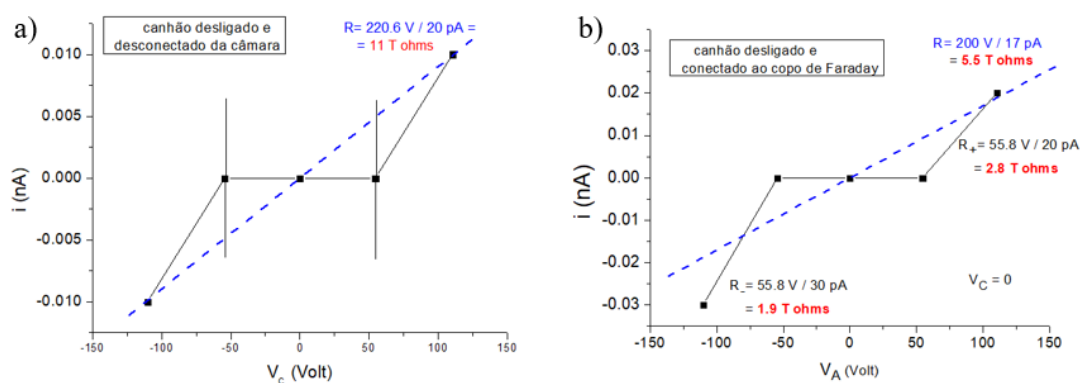 a)
canhão desligado e
desconectado da câmara
R= 220.6 V / 20 pA =
= 11 T ohms
0.010
0.005
0.000
-0.005
-0.010
i (nA)
-150 -100 -50 0 50 100 150
V_c (Volt)
b)
canhão desligado e
conectado ao copo de Faraday
R= 200 V / 17 pA
= 5.5 T ohms
0.03
0.02
0.01
0.00
-0.01
-0.02
-0.03
i (nA)
R_+ = 55.8 V / 20 pA
= 2.8 T ohms
R_-= 55.8 V / 30 pA
= 1.9 T ohms
V_C = 0
-150 -100 -50 0 50 100 150
V_A (Volt)